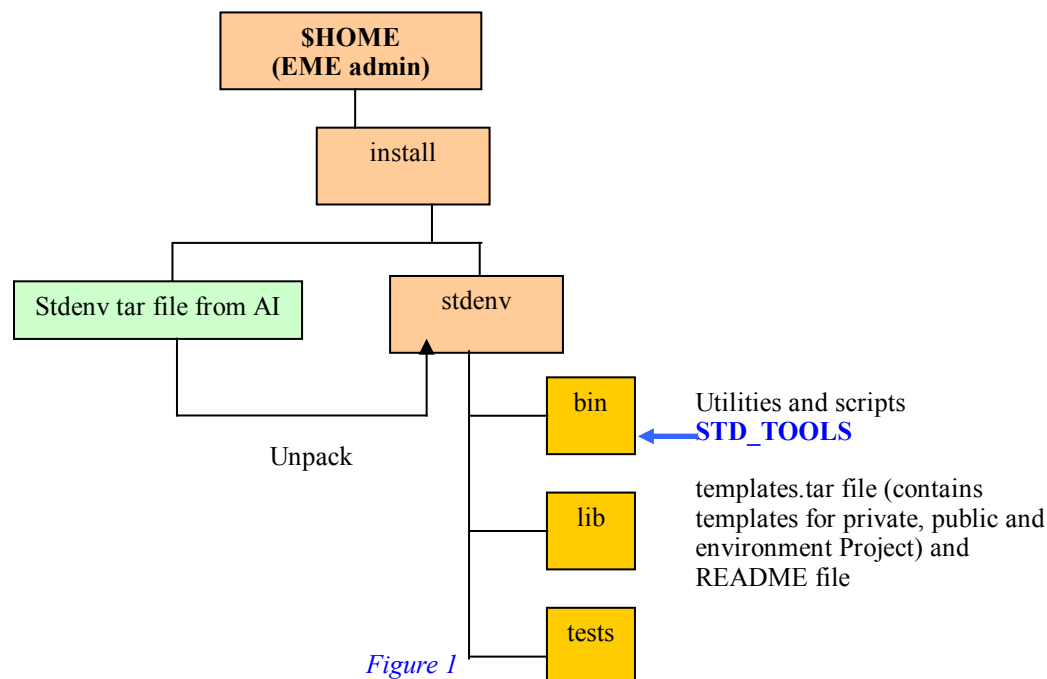 $HOME
(EME admin)
install
Stdenv tar file from AI
stdenv
Unpack
bin
Utilities and scripts
STD_TOOLS
lib
templates.tar file (contains
templates for private, public and
environment Project) and
README file
tests
Figure 1